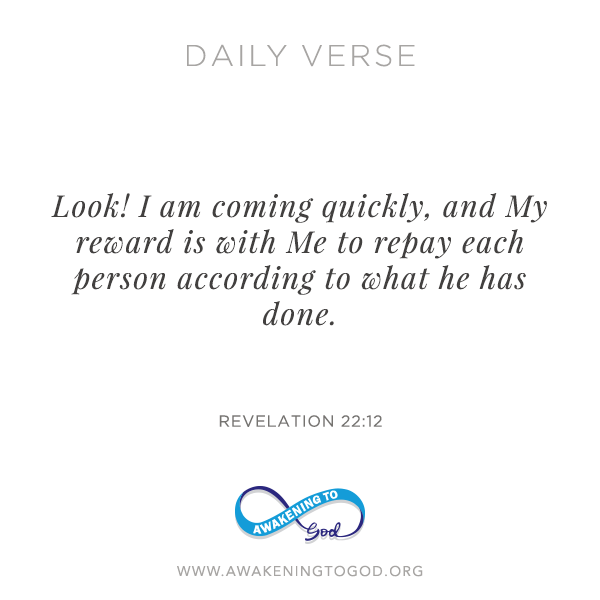 DAILY VERSE
Look! I am coming quickly, and My
reward is with Me to repay each
person according to what he has
done.
REVELATION 22:12
AWAKENING TO
God
WWW.AWAKENINGTOGOD.ORG